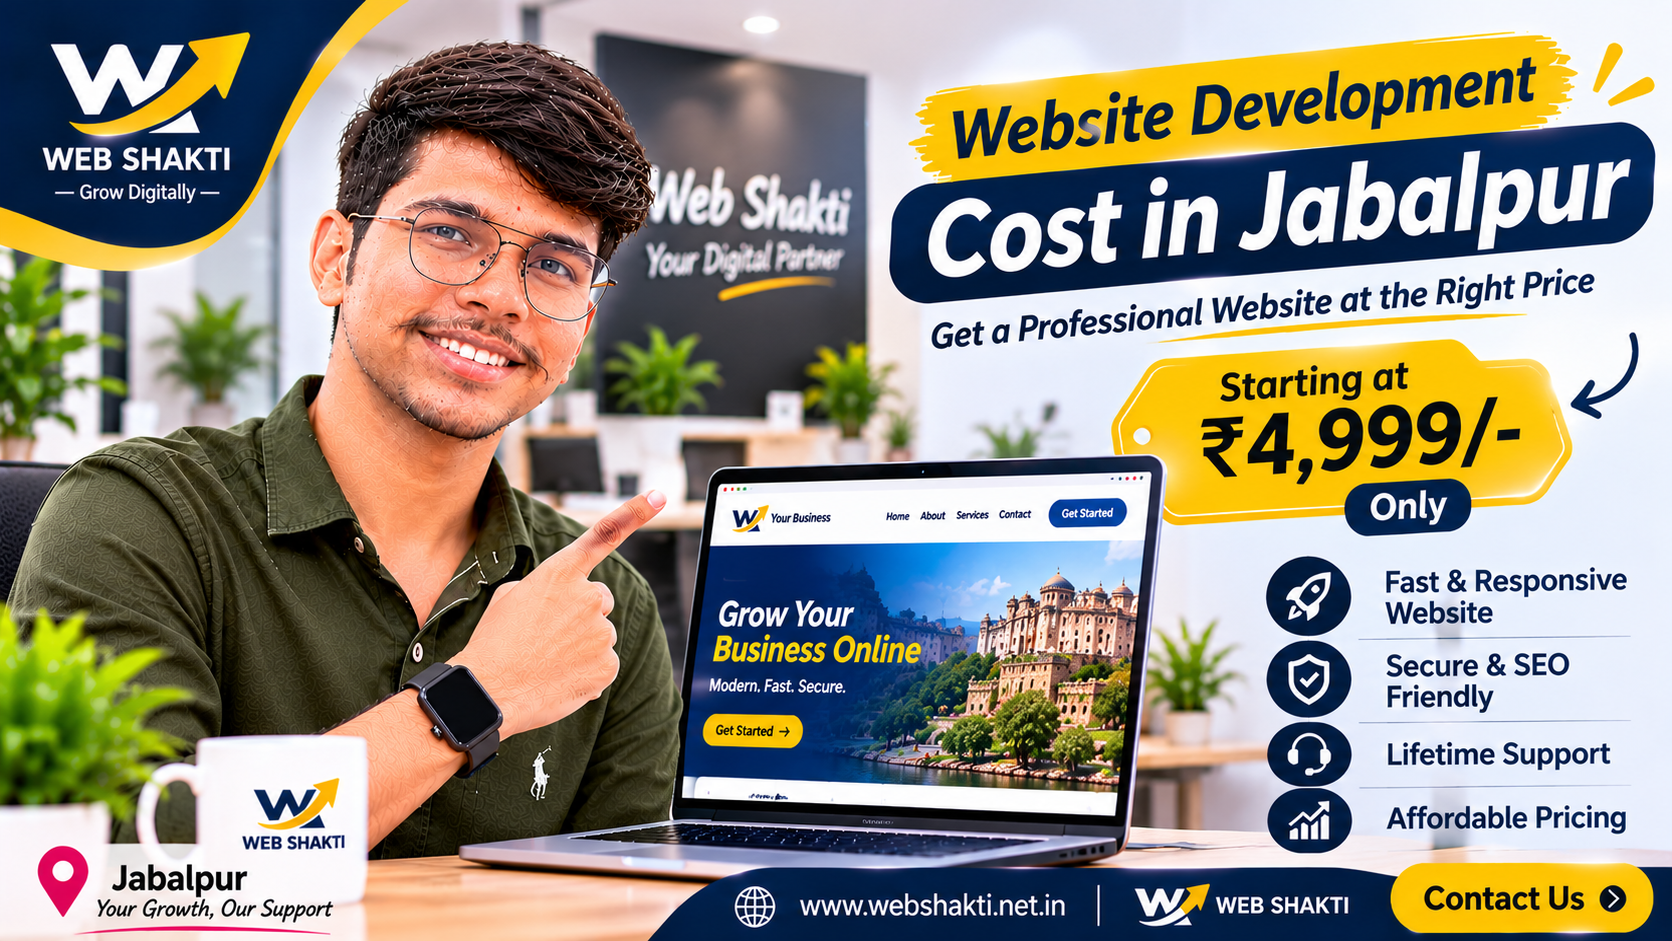 WEB SHAKTI
— Grow Digitally —
Web Shakti
Your Digital Partner
Website Development
Cost in Jabalpur
Get a Professional Website at the Right Price
Starting at
₹4,999/-
Only
Your Business
Home About Services Contact Get Started
Grow Your
Business Online
Modern. Fast. Secure.
Get Started →
Fast & Responsive
Website
Secure & SEO
Friendly
Lifetime Support
Affordable Pricing
WEB SHAKTI
Jabalpur
Your Growth, Our Support
www.webshakti.net.in
WEB SHAKTI
Contact Us